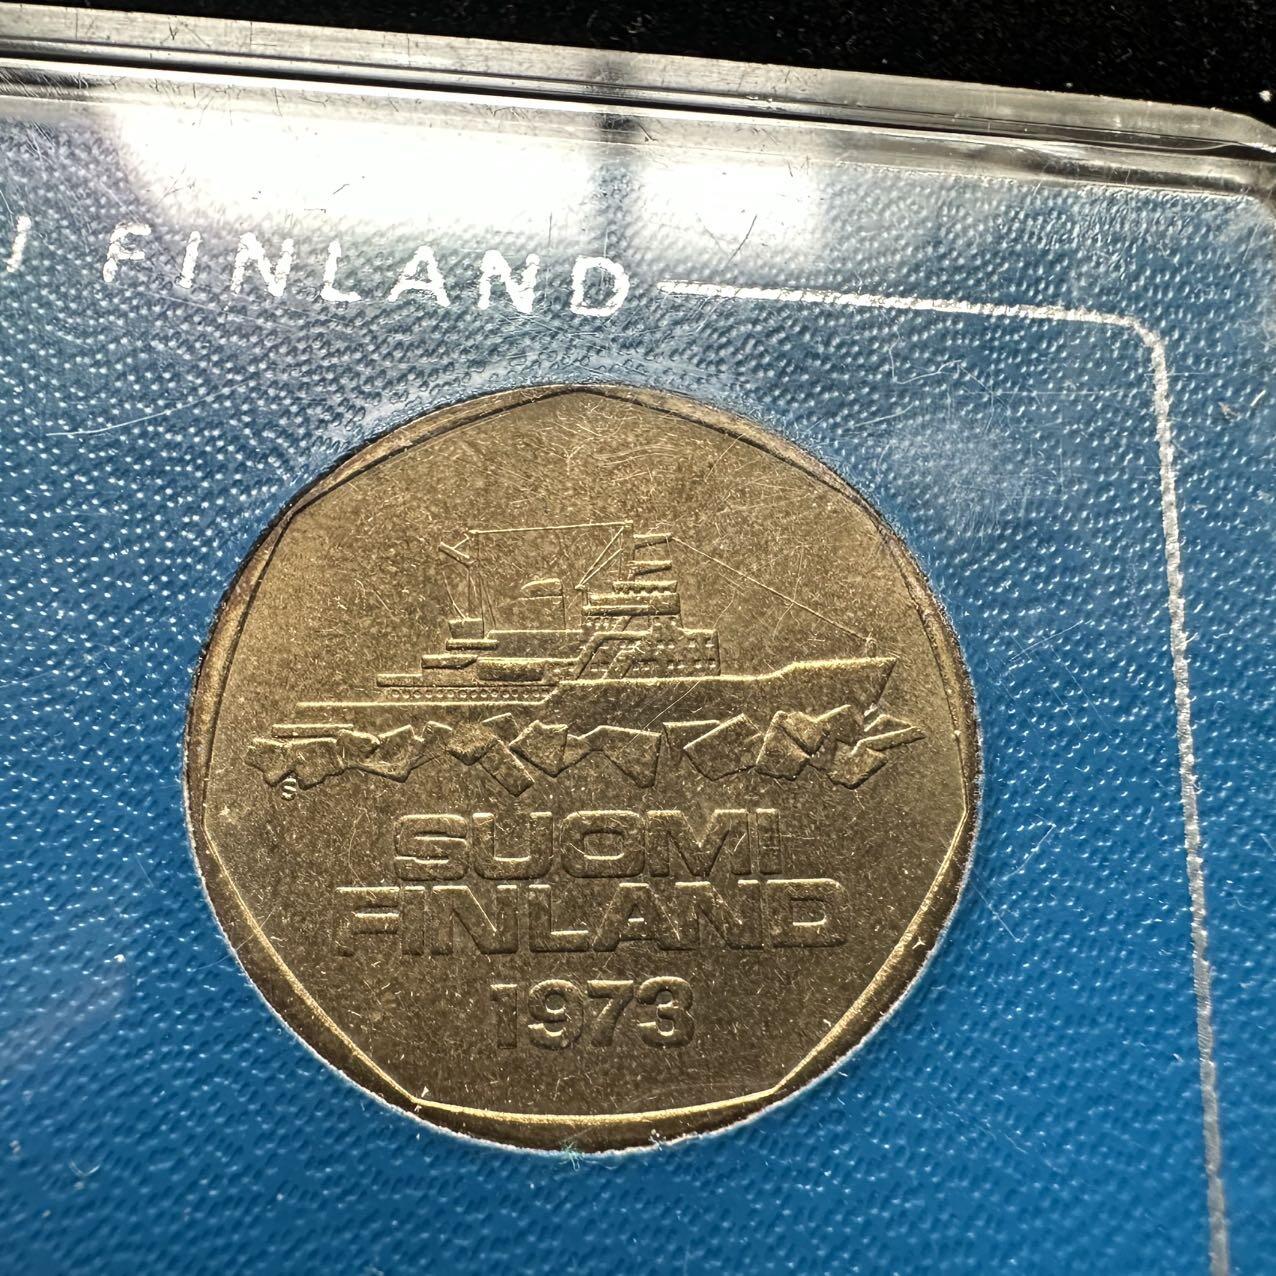 I FINLAND
S
SUOMI
FINLAND
1973